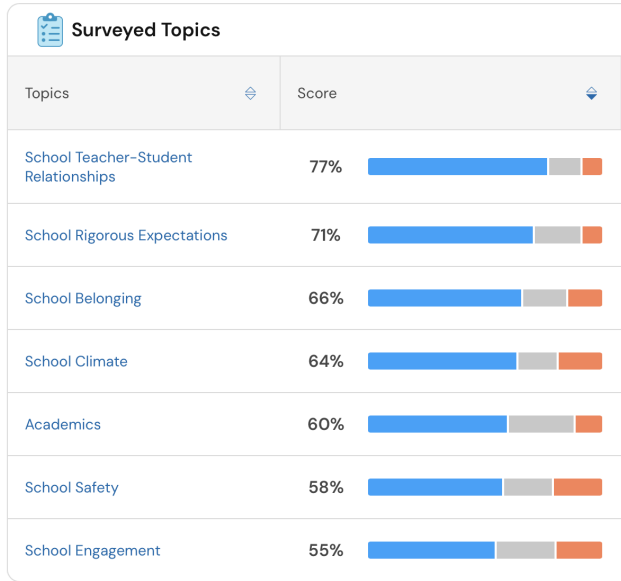 Surveyed Topics
Topics
Score
School Teacher-Student
Relationships
77%
School Rigorous Expectations
71%
School Belonging
66%
School Climate
64%
Academics
60%
School Safety
58%
School Engagement
55%